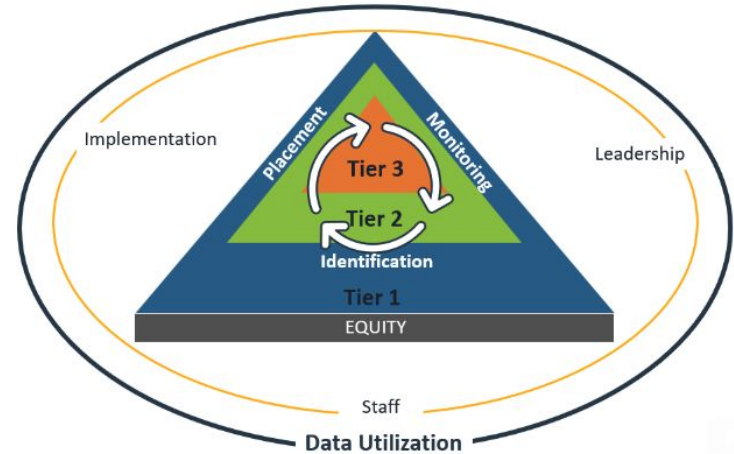 Implementation
Placement
Monitoring
Leadership
Tier 3
Tier 2
Identification
Tier 1
EQUITY
Staff
Data Utilization